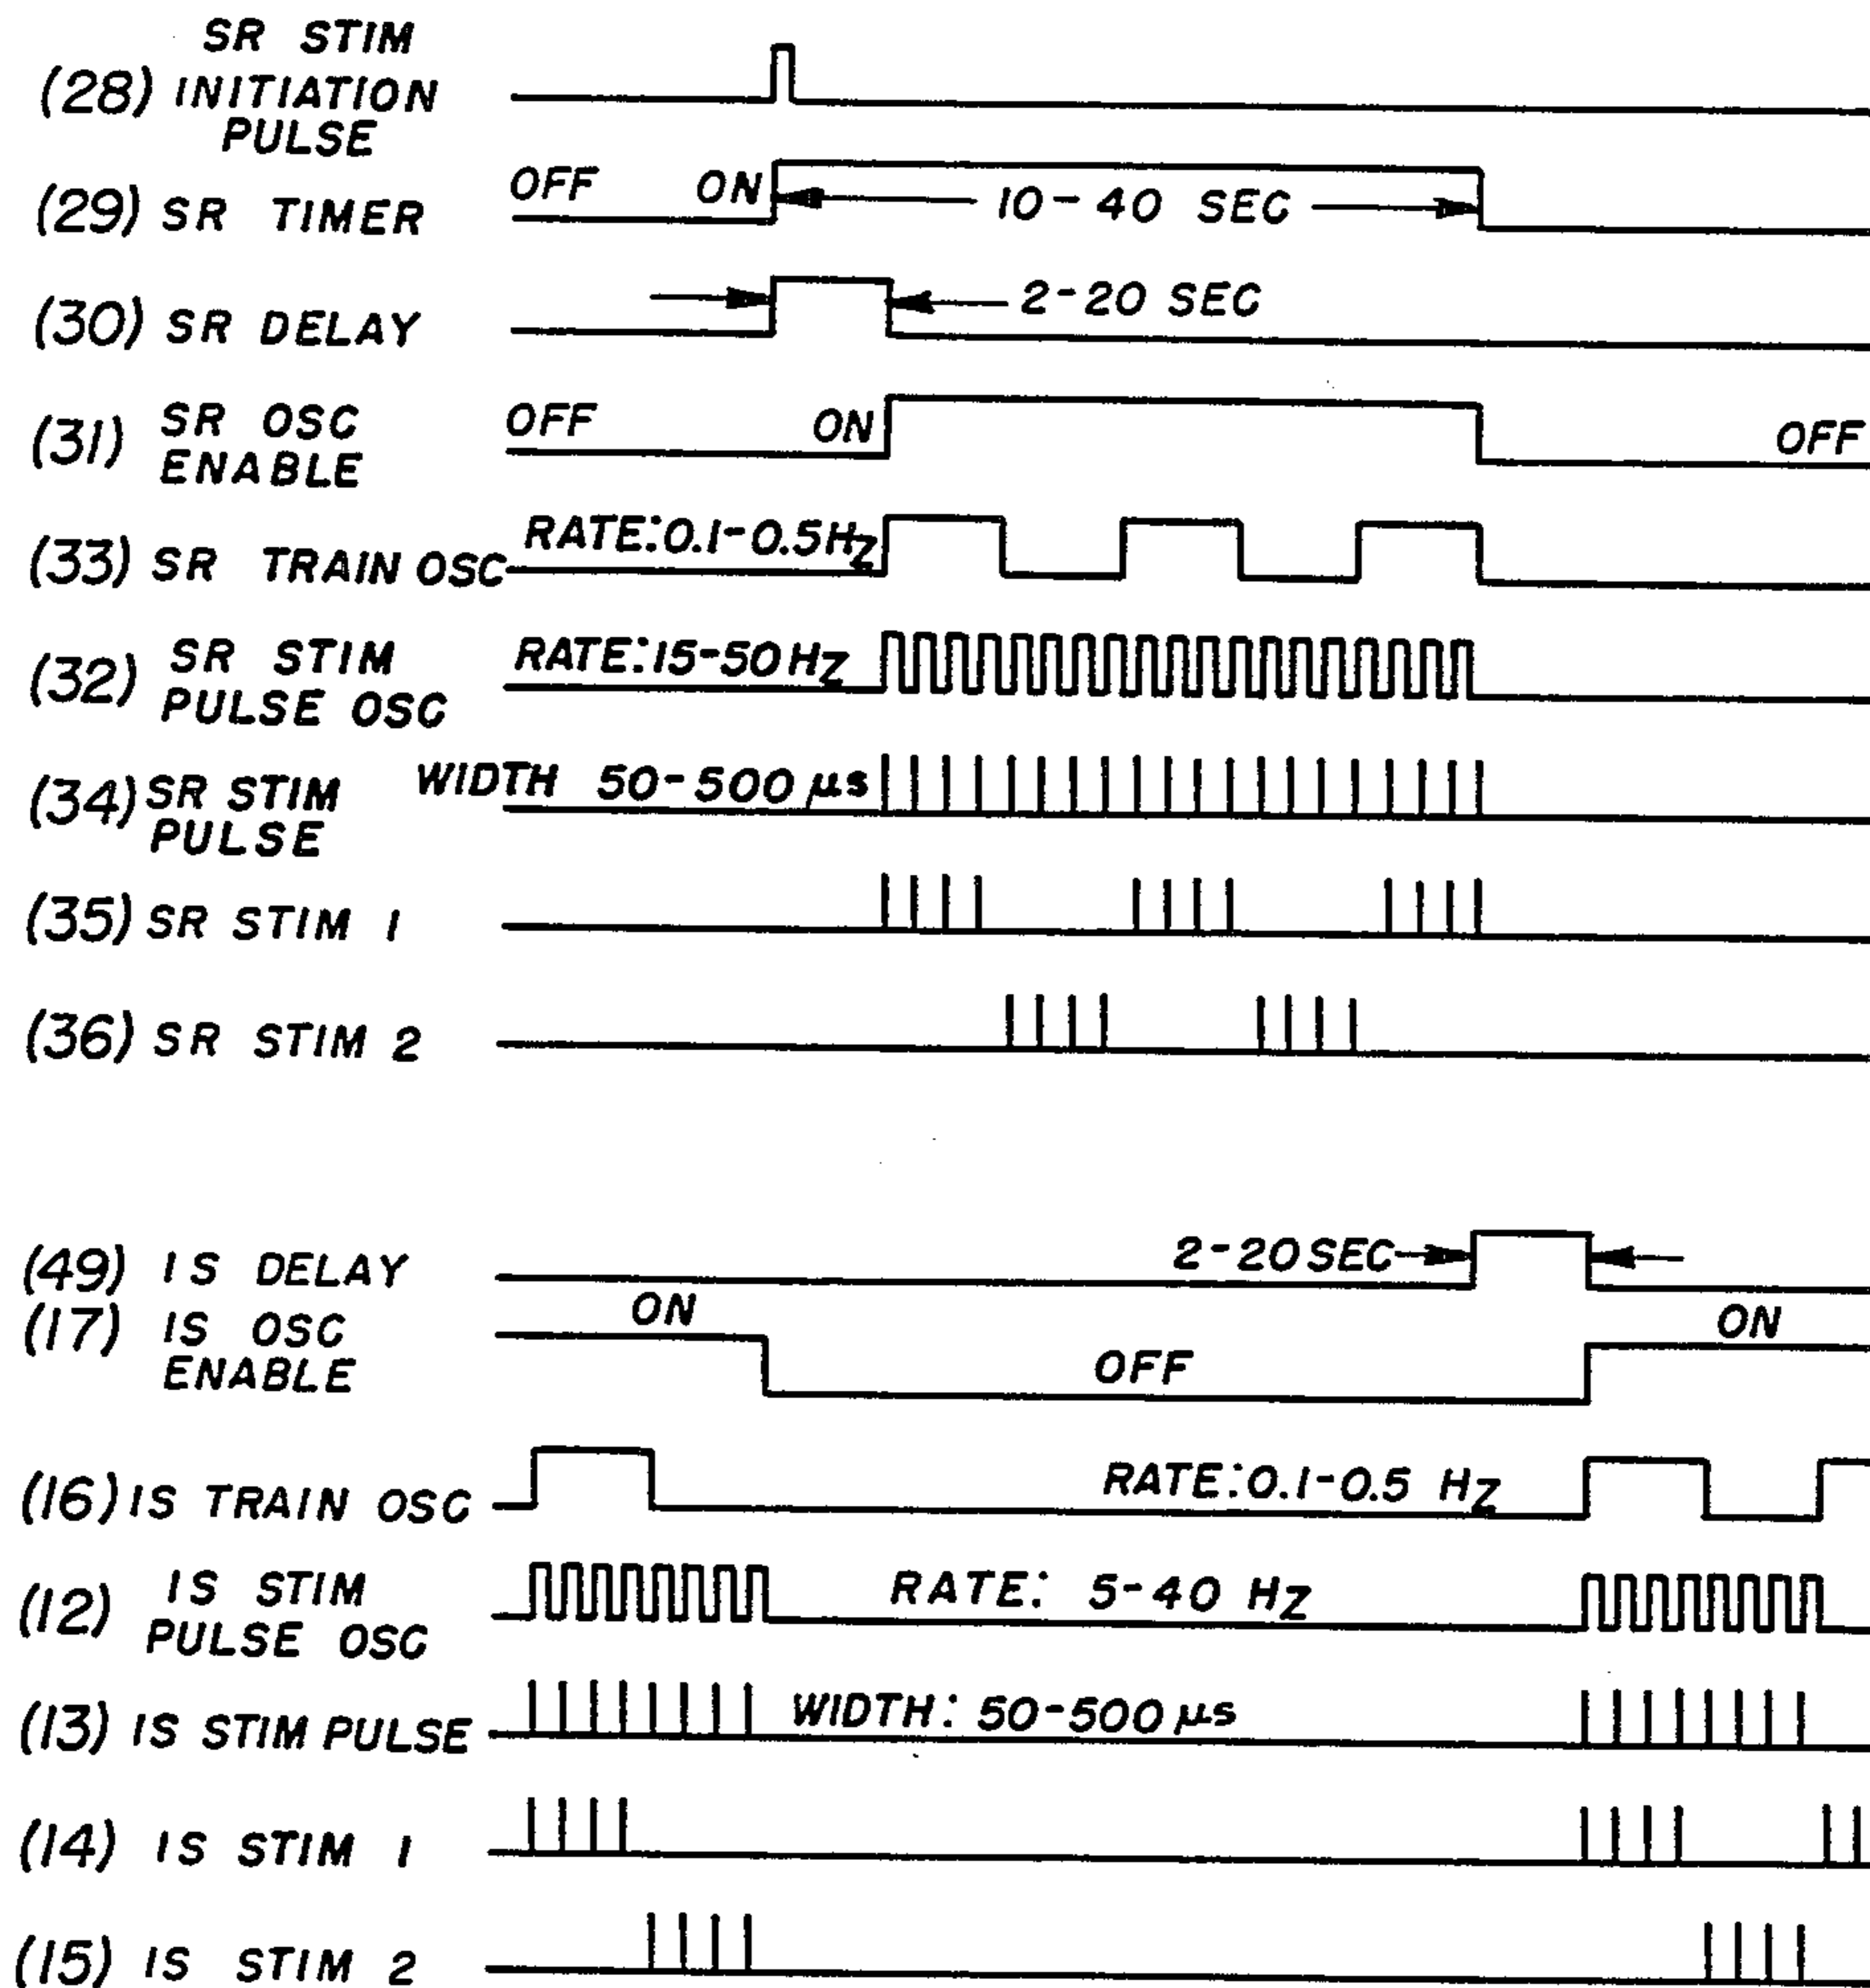 SR STIM
(28) INITIATION
PULSE
(29) SR TIMER OFF ON 10-40 SEC
(30) SR DELAY 2-20 SEC
(31) SR OSC
ENABLE OFF ON OFF
(33) SR TRAIN OSC RATE:0.1-0.5Hz
(32) SR STIM
PULSE OSC RATE:15-50Hz
(34) SR STIM
PULSE WIDTH 50-500 μs
(35) SR STIM 1
(36) SR STIM 2
(49) IS DELAY 2-20SEC
(17) IS OSC
ENABLE ON OFF ON
(16) IS TRAIN OSC RATE:0.1-0.5 Hz
(12) IS STIM
PULSE OSC RATE: 5-40 Hz
(13) IS STIM PULSE WIDTH: 50-500 μs
(14) IS STIM 1
(15) IS STIM 2